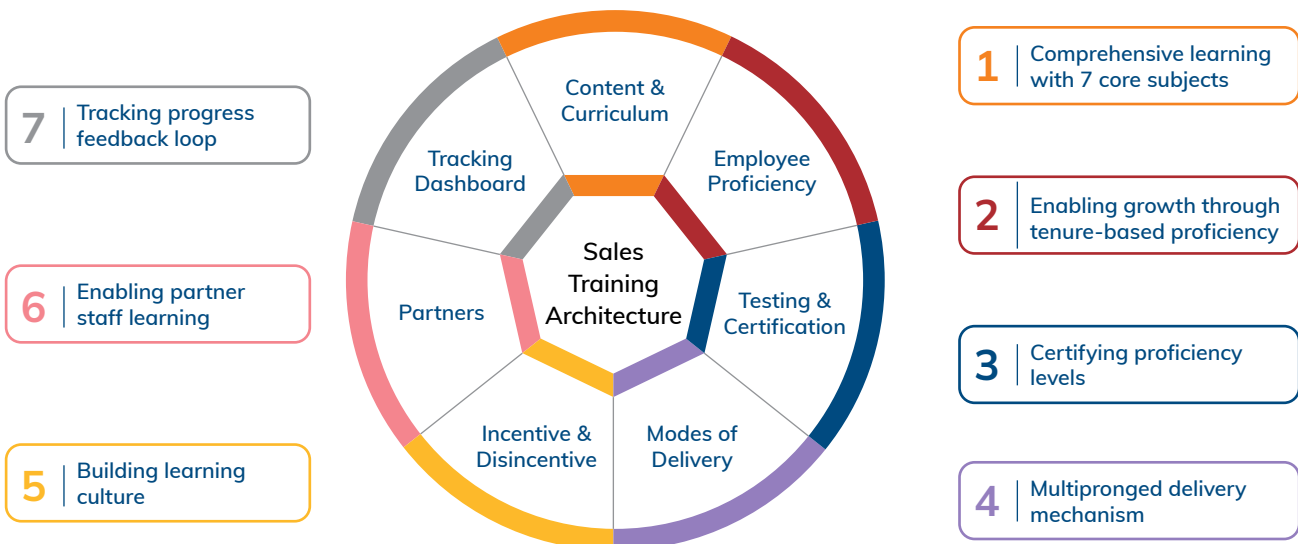 Content &
Curriculum
Employee
Proficiency
Testing &
Certification
Modes of
Delivery
Incentive &
Disincentive
Partners
Tracking
Dashboard
Sales
Training
Architecture
1
Comprehensive learning
with 7 core subjects
2
Enabling growth through
tenure-based proficiency
3
Certifying proficiency
levels
4
Multipronged delivery
mechanism
5
Building learning
culture
6
Enabling partner
staff learning
7
Tracking progress
feedback loop